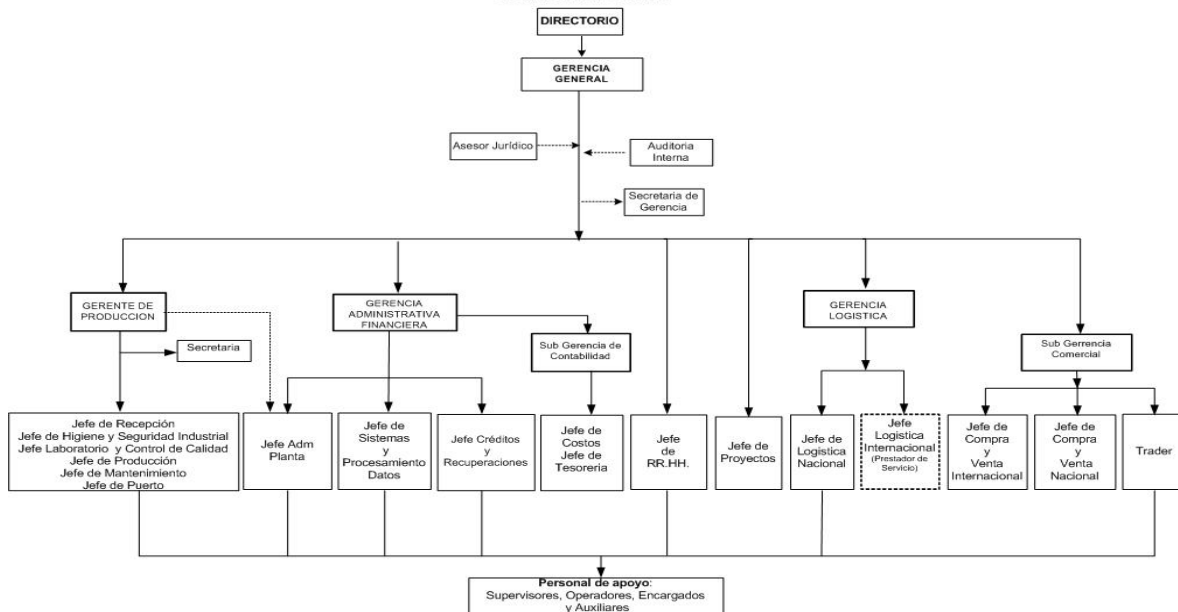 DIRECTORIO
GERENCIA
GENERAL
Asesor Jurídico
Auditoria
Interna
Secretaria de
Gerencia
GERENTE DE
PRODUCCION
GERENCIA
ADMINISTRATIVA
FINANCIERA
GERENCIA
LOGISTICA
Secretaria
Sub Gerencia de
Contabilidad
Sub Gerrencia
Comercial
Jefe de Recepción
Jefe de Higiene y Seguridad Industrial
Jefe Laboratorio y Control de Calidad
Jefe de Producción
Jefe de Mantenimiento
Jefe de Puerto
Jefe Adm
Planta
Jefe de
Sistemas
y
Procesamiento
Datos
Jefe Créditos
y
Recuperaciones
Jefe de
Costos
Jefe de
Tesoreria
Jefe
de
RR.HH.
Jefe de
Proyectos
Jefe de
Logistica
Nacional
Jefe
Logistica
Internacional
(Prestador de
Servicio)
Jefe de
Compra
y
Venta
Internacional
Jefe de
Compra
y
Venta
Nacional
Trader
Personal de apoyo:
Supervisores, Operadores, Encargados
y Auxiliares